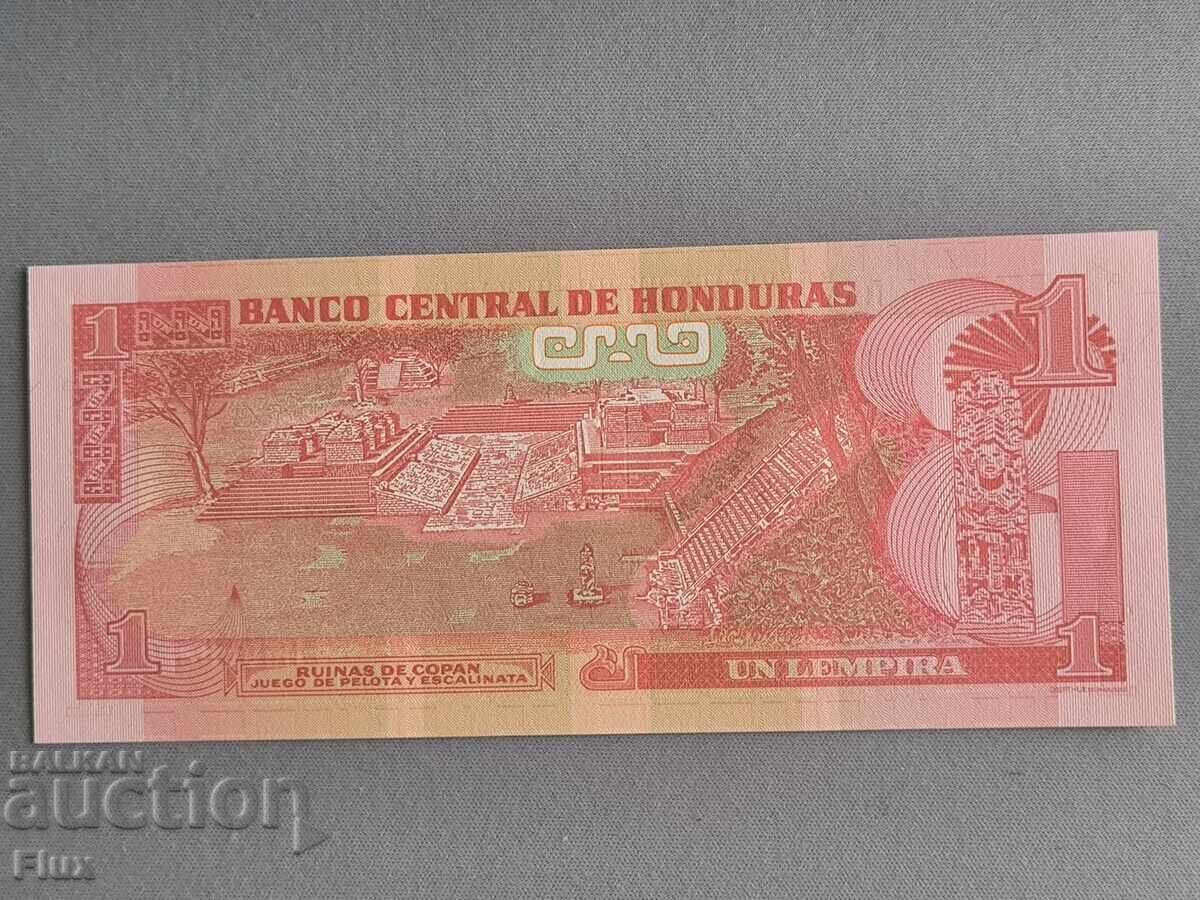 BANCO CENTRAL DE HONDURAS
1
1
RUINAS DE COPAN
JUEGO DE PELOTA Y ESCALINATA
UN LEMPIRA
1
1
BALKAN
auction
Flux